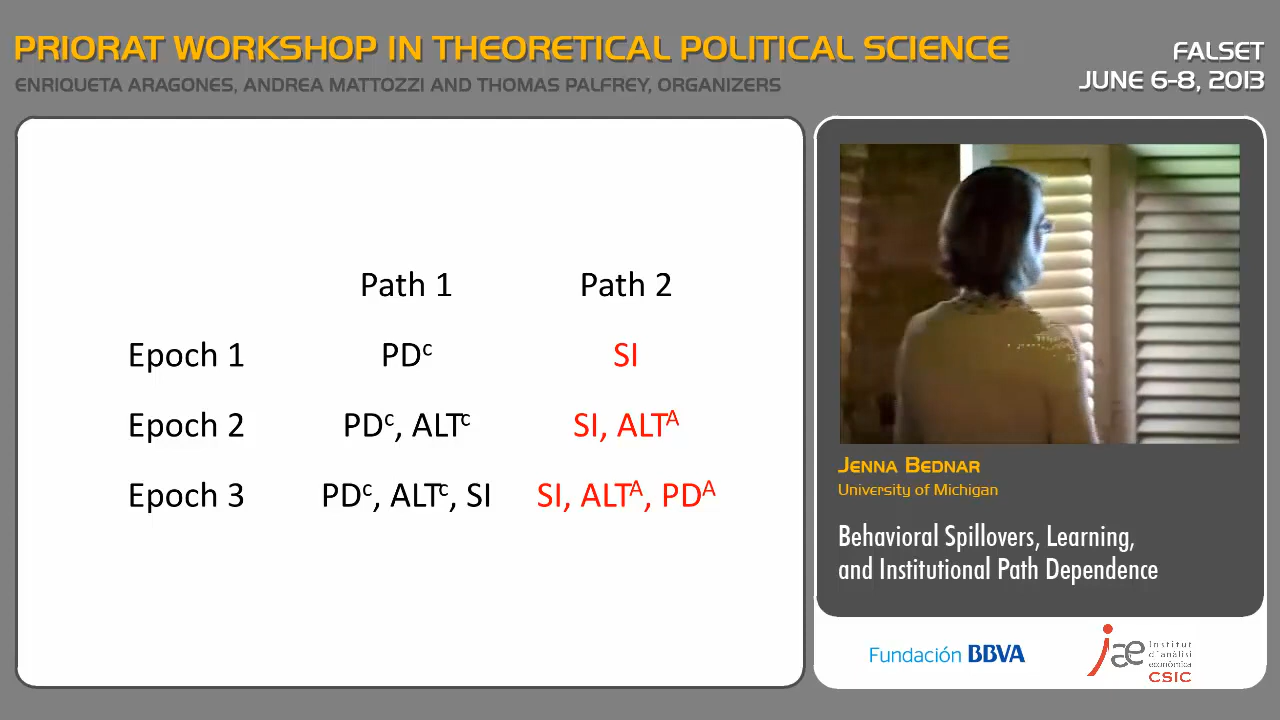 PRIORAT WORKSHOP IN THEORETICAL POLITICAL SCIENCE
ENRIQUETA ARAGONES, ANDREA MATTOZZI AND THOMAS PALFREY, ORGANIZERS
FALSET
JUNE 6-8, 2013
Path 1 Path 2
Epoch 1 PDᶜ SI
Epoch 2 PDᶜ, ALTᶜ SI, ALTᴬ
Epoch 3 PDᶜ, ALTᶜ, SI SI, ALTᴬ, PDᴬ
JENNA BEDNAR
University of Michigan
Behavioral Spillovers, Learning,
and Institutional Path Dependence
Fundación BBVA
iae
Institut
d'anàlisi
econòmica
CSIC